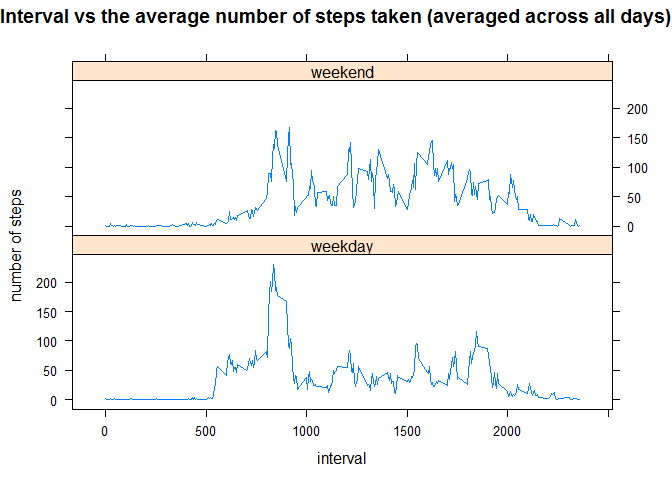 Interval vs the average number of steps taken (averaged across all days)
weekend
200
150
100
50
0
number of steps
weekday
200
150
100
50
0
0 500 1000 1500 2000
interval